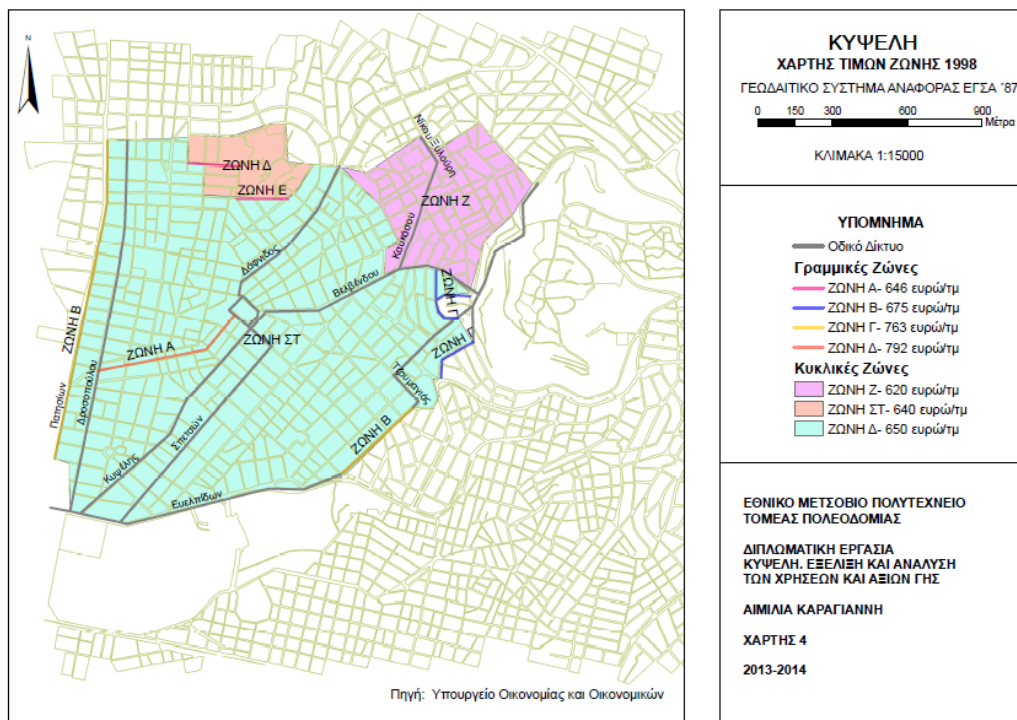 N
Νίκου Ξυλούρη
ΖΩΝΗ Δ
ΖΩΝΗ Ε
ΖΩΝΗ Ζ
Καυκάσου
Δάφνιδος
Βελβένδου
ΖΩΝΗ Γ
ΖΩΝΗ Β
ΖΩΝΗ ΣΤ
ΖΩΝΗ Α
ΖΩΝΗ Γ
Πατησίων
Δροσοπούλου
Τζουμανιάς
Σπετσών
ΖΩΝΗ Β
Κυψέλης
Ευελπίδων
Πηγή: Υπουργείο Οικονομίας και Οικονομικών
ΚΥΨΕΛΗ
ΧΑΡΤΗΣ ΤΙΜΩΝ ΖΩΝΗΣ 1998
ΓΕΩΔΑΙΤΙΚΟ ΣΥΣΤΗΜΑ ΑΝΑΦΟΡΑΣ ΕΓΣΑ ΄87
0 150 300 600 900
Μέτρα
ΚΛΙΜΑΚΑ 1:15000
ΥΠΟΜΝΗΜΑ
Οδικό Δίκτυο
Γραμμικές Ζώνες
ΖΩΝΗ Α- 646 ευρώ/τμ
ΖΩΝΗ Β- 675 ευρώ/τμ
ΖΩΝΗ Γ- 763 ευρώ/τμ
ΖΩΝΗ Δ- 792 ευρώ/τμ
Κυκλικές Ζώνες
ΖΩΝΗ Ζ- 620 ευρώ/τμ
ΖΩΝΗ ΣΤ- 640 ευρώ/τμ
ΖΩΝΗ Δ- 650 ευρώ/τμ
ΕΘΝΙΚΟ ΜΕΤΣΟΒΙΟ ΠΟΛΥΤΕΧΝΕΙΟ
ΤΟΜΕΑΣ ΠΟΛΕΟΔΟΜΙΑΣ
ΔΙΠΛΩΜΑΤΙΚΗ ΕΡΓΑΣΙΑ
ΚΥΨΕΛΗ. ΕΞΕΛΙΞΗ ΚΑΙ ΑΝΑΛΥΣΗ
ΤΩΝ ΧΡΗΣΕΩΝ ΚΑΙ ΑΞΙΩΝ ΓΗΣ
ΑΙΜΙΛΙΑ ΚΑΡΑΓΙΑΝΝΗ
ΧΑΡΤΗΣ 4
2013-2014